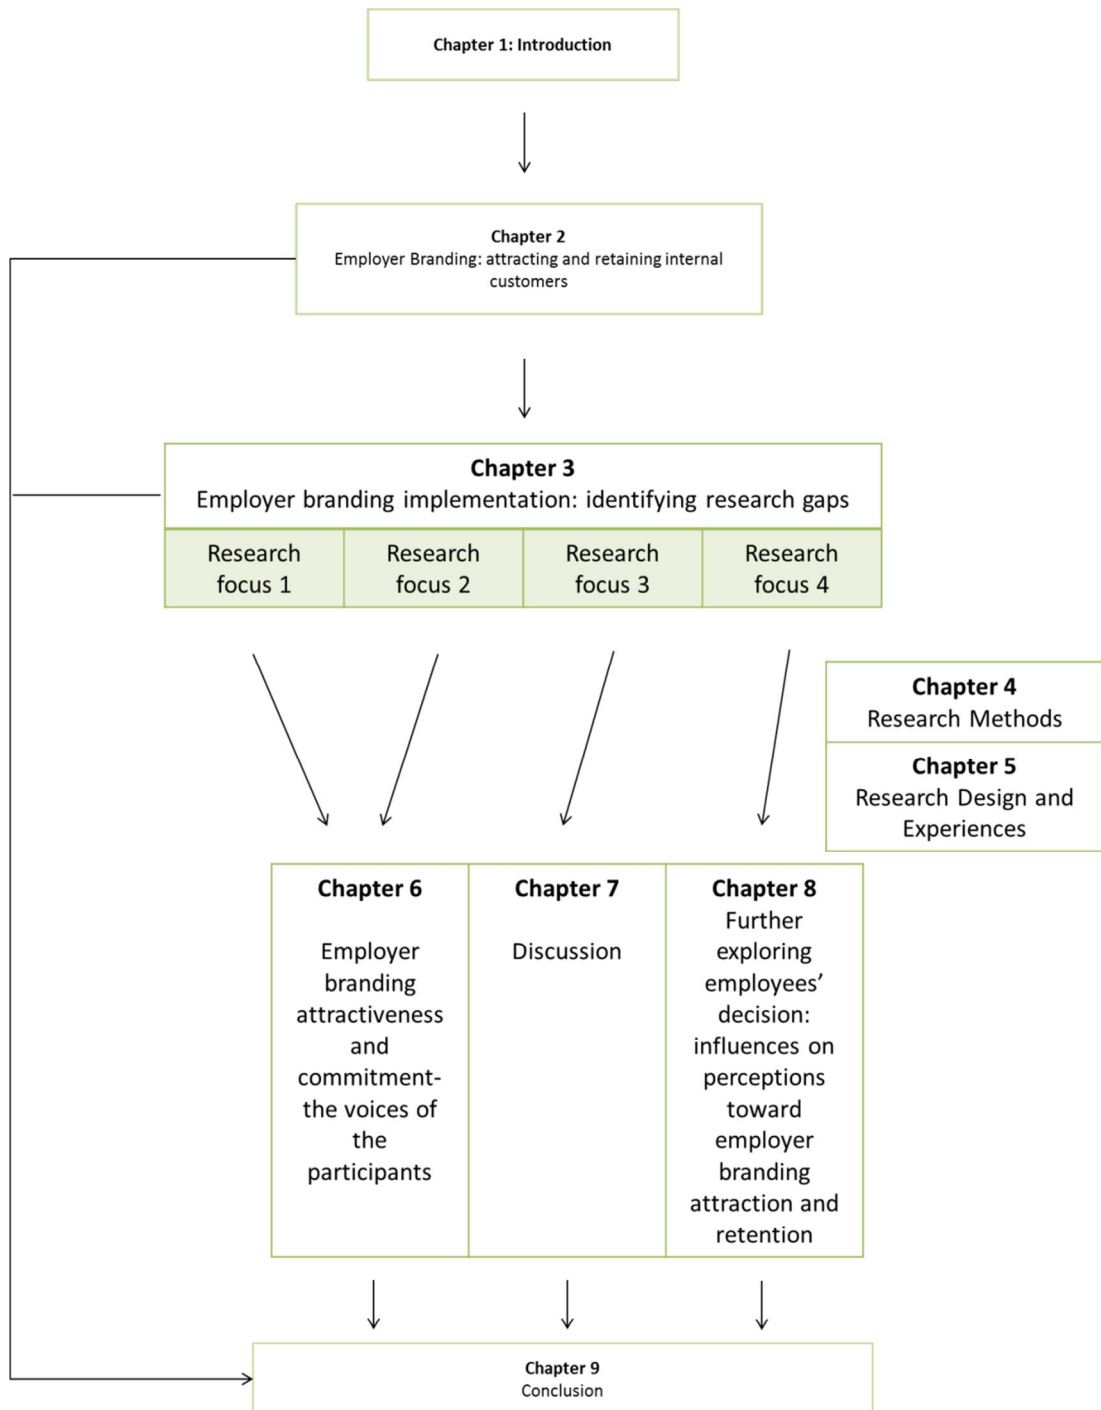 Chapter 1: Introduction
Chapter 2
Employer Branding: attracting and retaining internal
customers
Chapter 3
Employer branding implementation: identifying research gaps
Research
focus 1
Research
focus 2
Research
focus 3
Research
focus 4
Chapter 4
Research Methods
Chapter 5
Research Design and
Experiences
Chapter 6
Employer
branding
attractiveness
and
commitment-
the voices of
the
participants
Chapter 7
Discussion
Chapter 8
Further
exploring
employees’
decision:
influences on
perceptions
toward
employer
branding
attraction and
retention
Chapter 9
Conclusion